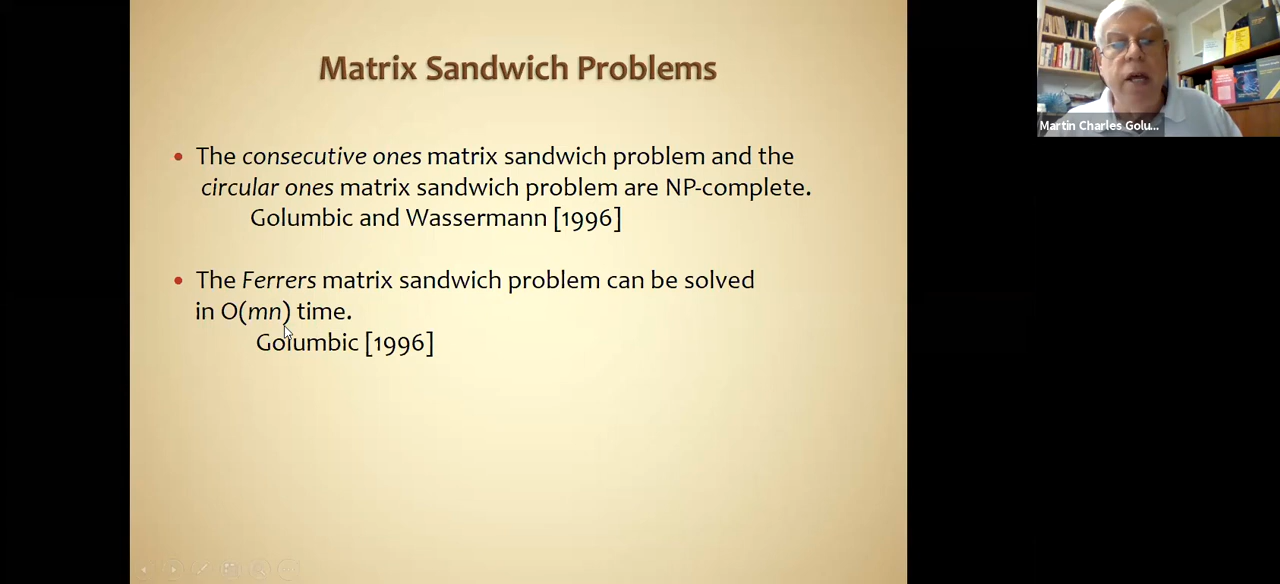 Matrix Sandwich Problems
• The consecutive ones matrix sandwich problem and the
circular ones matrix sandwich problem are NP-complete.
Golumbic and Wassermann [1996]
• The Ferrers matrix sandwich problem can be solved
in O(mn) time.
Golumbic [1996]
Martin Charles Golu...